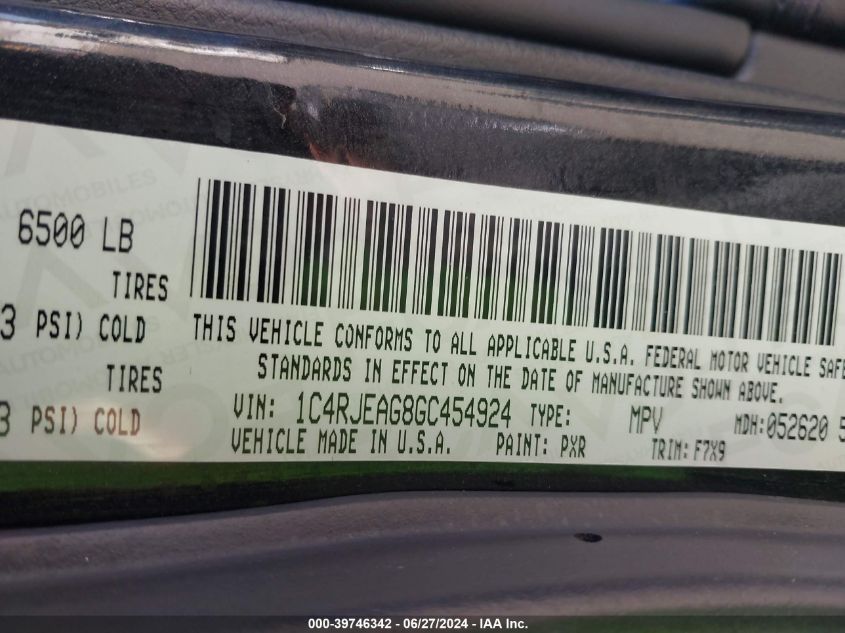 6500 LB
TIRES
3 PSI) COLD
TIRES
3 PSI) COLD
THIS VEHICLE CONFORMS TO ALL APPLICABLE U.S.A. FEDERAL MOTOR VEHICLE SAFE
STANDARDS IN EFFECT ON THE DATE OF MANUFACTURE SHOWN ABOVE.
VIN: 1C4RJEAG8GC454924 TYPE: MPV MDH:052620 5
VEHICLE MADE IN U.S.A. PAINT: PXR TRIM: F7X9
000-39746342 / 06/27/2024 - IAA Inc.